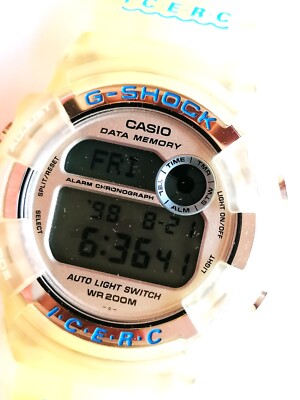 I.C.E.R.C
G-SHOCK
CASIO
DATA MEMORY
FRI
TIME
ALM
SPLIT/RESET
LIGHT ON/OFF
ALARM CHRONOGRAPH
'98 8-21
SELECT
6:36 41
LIGHT
AUTO LIGHT SWITCH
WR200M
I.C.E.R.C